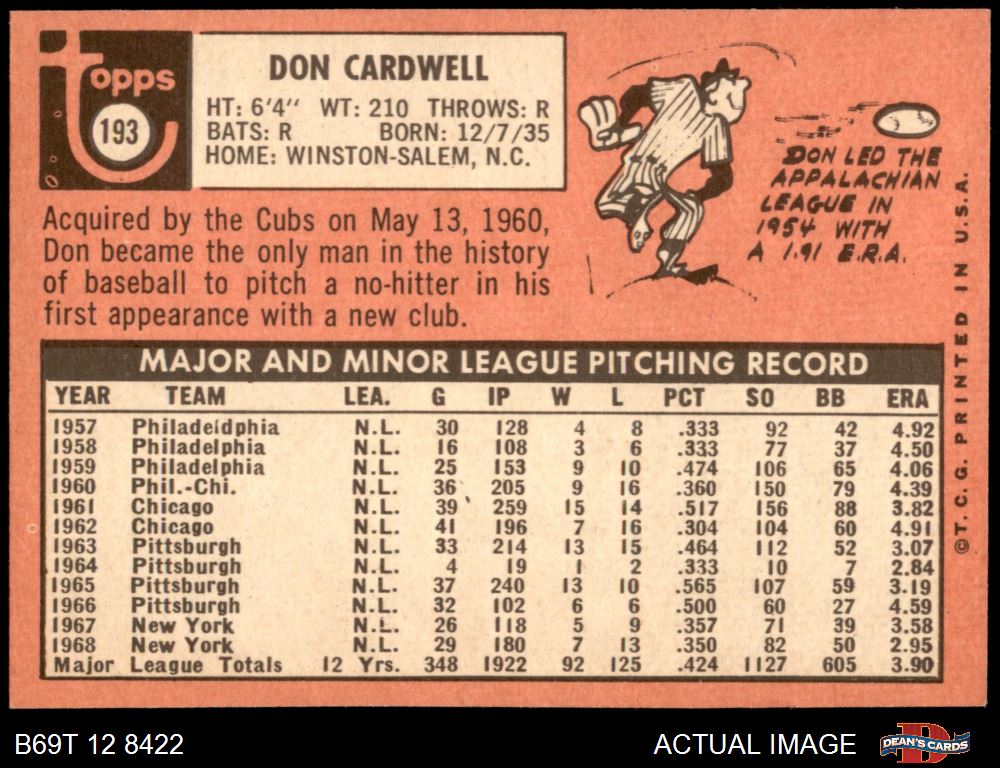 Topps
193
DON CARDWELL
HT: 6'4" WT: 210 THROWS: R
BATS: R BORN: 12/7/35
HOME: WINSTON-SALEM, N.C.
Acquired by the Cubs on May 13, 1960,
Don became the only man in the history
of baseball to pitch a no-hitter in his
first appearance with a new club.
DON LED THE
APPALACHIAN
LEAGUE IN
1954 WITH
A 1.91 E.R.A.
MAJOR AND MINOR LEAGUE PITCHING RECORD
YEAR TEAM LEA. G IP W L PCT SO BB ERA
1957 Philadeldphia N.L. 30 128 4 8 .333 92 42 4.92
1958 Philadelphia N.L. 16 108 3 6 .333 77 37 4.50
1959 Philadelphia N.L. 25 153 9 10 .474 106 65 4.06
1960 Phil.-Chi. N.L. 36 205 9 16 .360 150 79 4.39
1961 Chicago N.L. 39 259 15 14 .517 156 88 3.82
1962 Chicago N.L. 41 196 7 16 .304 104 60 4.91
1963 Pittsburgh N.L. 33 214 13 15 .464 112 52 3.07
1964 Pittsburgh N.L. 4 19 1 2 .333 10 7 2.84
1965 Pittsburgh N.L. 37 240 13 10 .565 107 59 3.19
1966 Pittsburgh N.L. 32 102 6 6 .500 60 27 4.59
1967 New York N.L. 26 118 5 9 .357 71 39 3.58
1968 New York N.L. 29 180 7 13 .350 82 50 2.95
Major League Totals 12 Yrs. 348 1922 92 125 .424 1127 605 3.90
©T.C.G. PRINTED IN U.S.A.
B69T 12 8422
ACTUAL IMAGE
DEAN'S CARDS